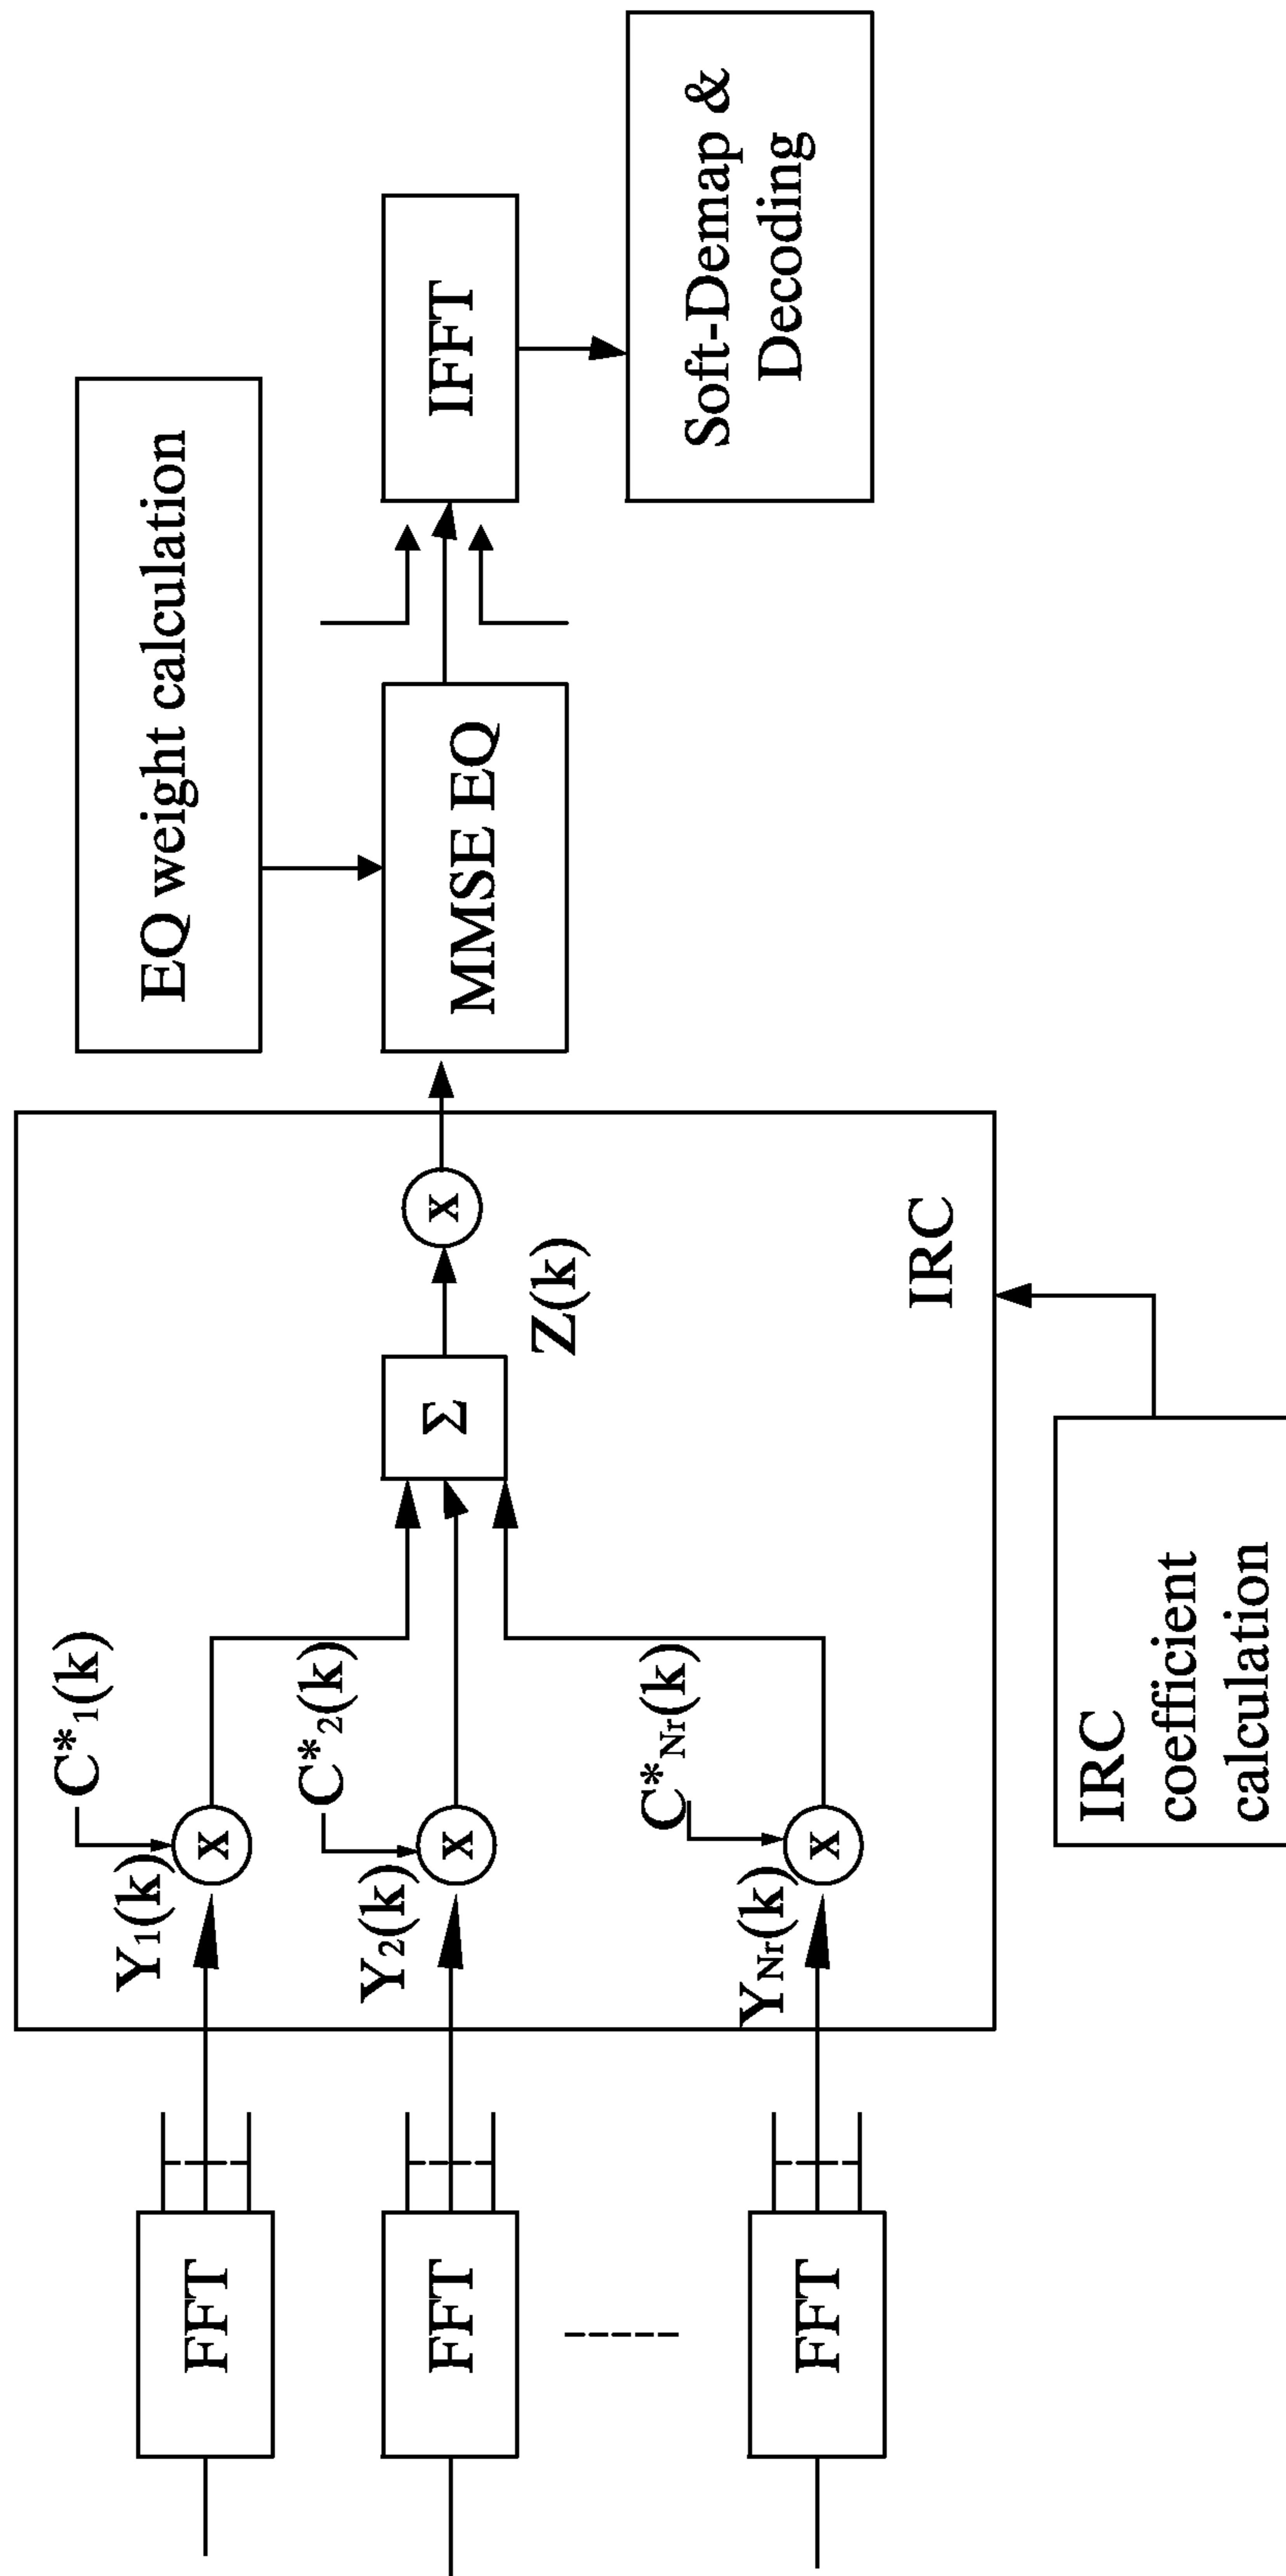 FFT
FFT
FFT
Y1(k)
C*1(k)
X
Y2(k)
C*2(k)
X
YNr(k)
C*Nr(k)
X
Σ
Z(k)
X
IRC
IRC
coefficient
calculation
EQ weight calculation
MMSE EQ
IFFT
Soft-Demap &
Decoding